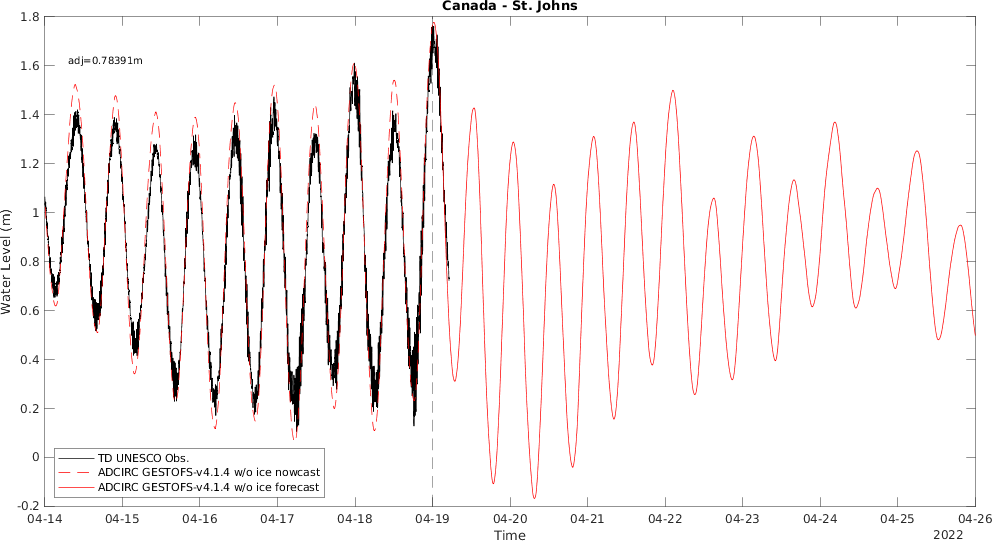 Canada - St. Johns
adj=0.78391m
Water Level (m)
1.8
1.6
1.4
1.2
1
0.8
0.6
0.4
0.2
0
-0.2
TD UNESCO Obs.
ADCIRC GESTOFS-v4.1.4 w/o ice nowcast
ADCIRC GESTOFS-v4.1.4 w/o ice forecast
04-14 04-15 04-16 04-17 04-18 04-19 04-20 04-21 04-22 04-23 04-24 04-25 04-26
Time
2022